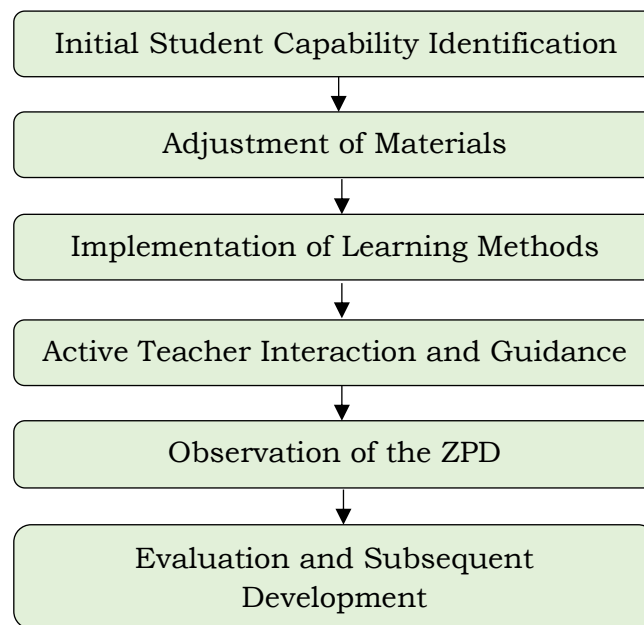 Initial Student Capability Identification
Adjustment of Materials
Implementation of Learning Methods
Active Teacher Interaction and Guidance
Observation of the ZPD
Evaluation and Subsequent
Development